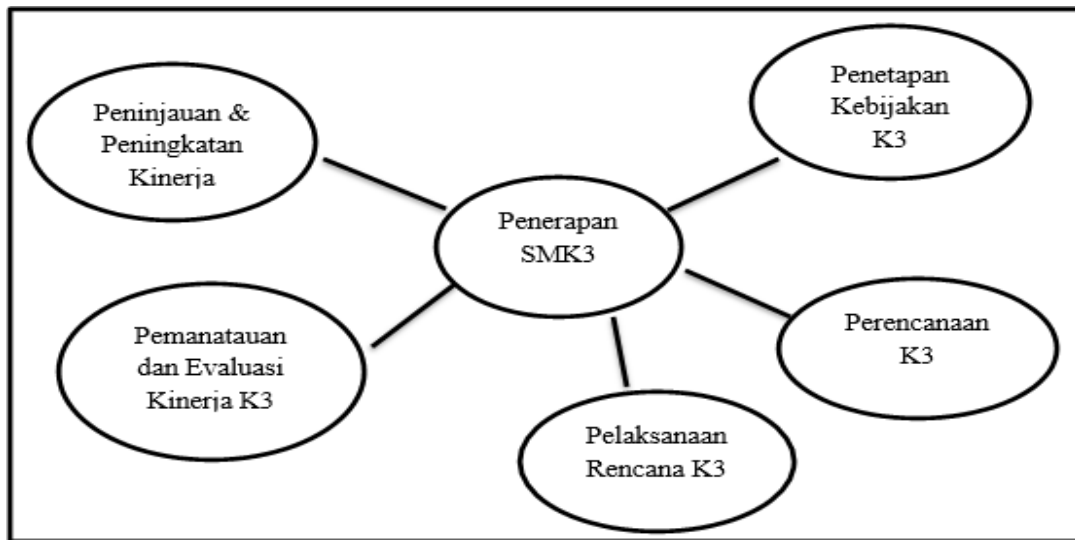 Peninjauan &
Peningkatan
Kinerja
Penetapan
Kebijakan
K3
Penerapan
SMK3
Pemanatauan
dan Evaluasi
Kinerja K3
Perencanaan
K3
Pelaksanaan
Rencana K3